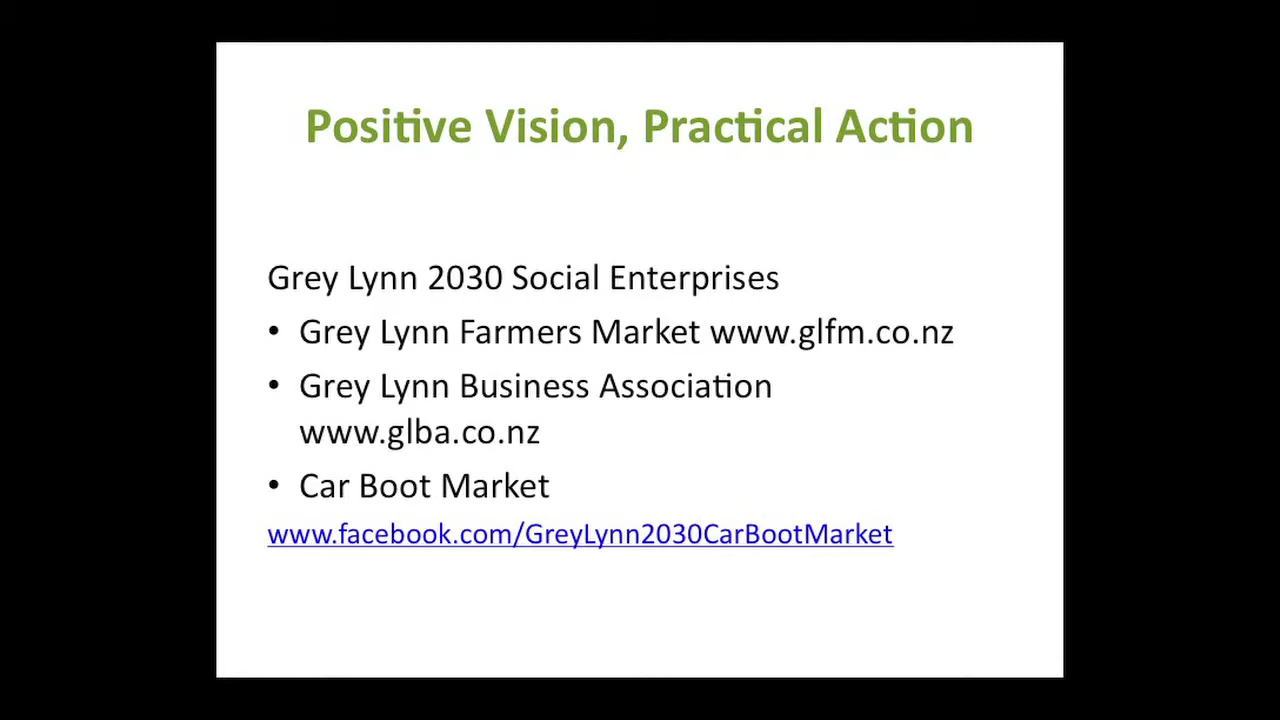 Positive Vision, Practical Action
Grey Lynn 2030 Social Enterprises
• Grey Lynn Farmers Market www.glfm.co.nz
• Grey Lynn Business Association
www.glba.co.nz
• Car Boot Market
www.facebook.com/GreyLynn2030CarBootMarket